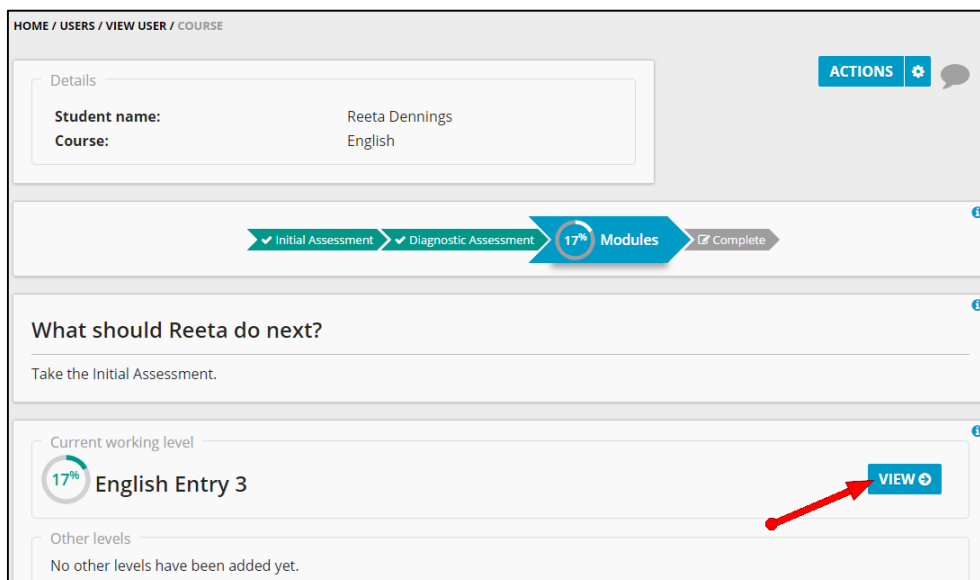 HOME / USERS / VIEW USER / COURSE
ACTIONS
Details
Student name: Reeta Dennings
Course: English
Initial Assessment Diagnostic Assessment 17% Modules Complete
What should Reeta do next?
Take the Initial Assessment.
Current working level
17% English Entry 3 VIEW
Other levels
No other levels have been added yet.